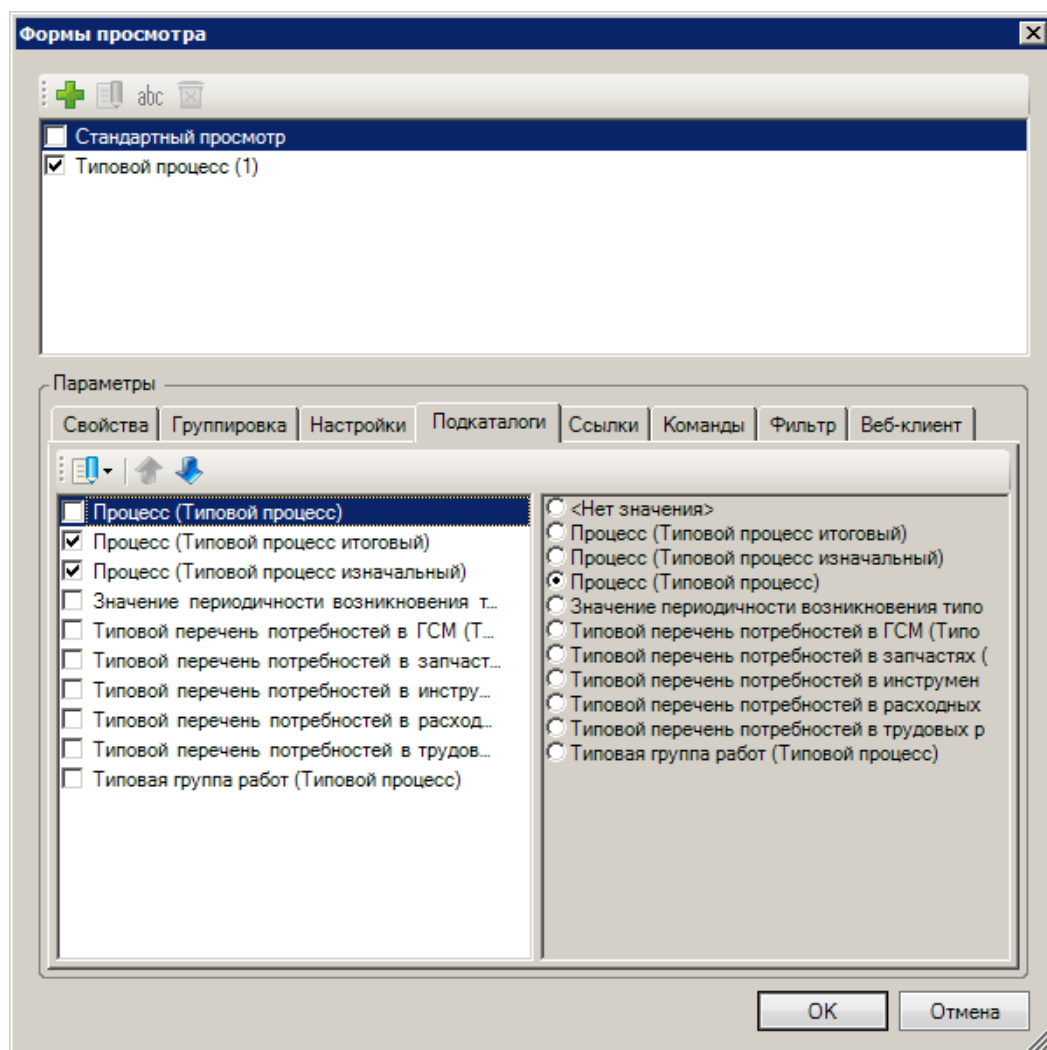 Формы просмотра
abc
Стандартный просмотр
Типовой процесс (1)
Параметры
Свойства Группировка Настройки Подкаталоги Ссылки Команды Фильтр Веб-клиент
Процесс (Типовой процесс)
Процесс (Типовой процесс итоговый)
Процесс (Типовой процесс изначальный)
Значение периодичности возникновения т...
Типовой перечень потребностей в ГСМ (Т...
Типовой перечень потребностей в запчаст...
Типовой перечень потребностей в инстру...
Типовой перечень потребностей в расход...
Типовой перечень потребностей в трудов...
Типовая группа работ (Типовой процесс)
<Нет значения>
Процесс (Типовой процесс итоговый)
Процесс (Типовой процесс изначальный)
Процесс (Типовой процесс)
Значение периодичности возникновения типо
Типовой перечень потребностей в ГСМ (Типо
Типовой перечень потребностей в запчастях (
Типовой перечень потребностей в инструмен
Типовой перечень потребностей в расходных
Типовой перечень потребностей в трудовых р
Типовая группа работ (Типовой процесс)
OK Отмена